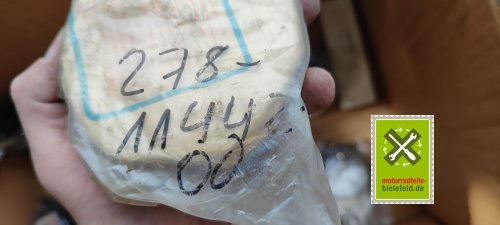 278-
11442
00
motorradteile-
bielefeld.de